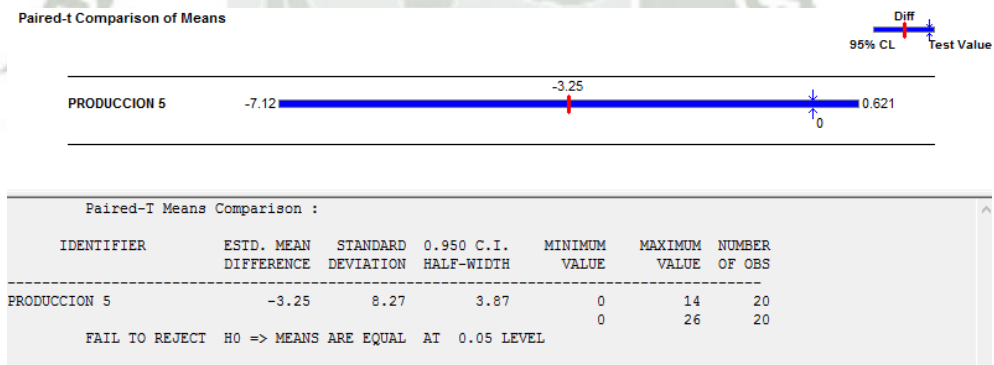 Paired-t Comparison of Means
Diff
95% CL Test Value
-3.25
PRODUCCION 5 -7.12 0.621
0
Paired-T Means Comparison :
IDENTIFIER ESTD. MEAN STANDARD 0.950 C.I. MINIMUM MAXIMUM NUMBER
DIFFERENCE DEVIATION HALF-WIDTH VALUE VALUE OF OBS
PRODUCCION 5 -3.25 8.27 3.87 0 14 20
0 26 20
FAIL TO REJECT H0 => MEANS ARE EQUAL AT 0.05 LEVEL